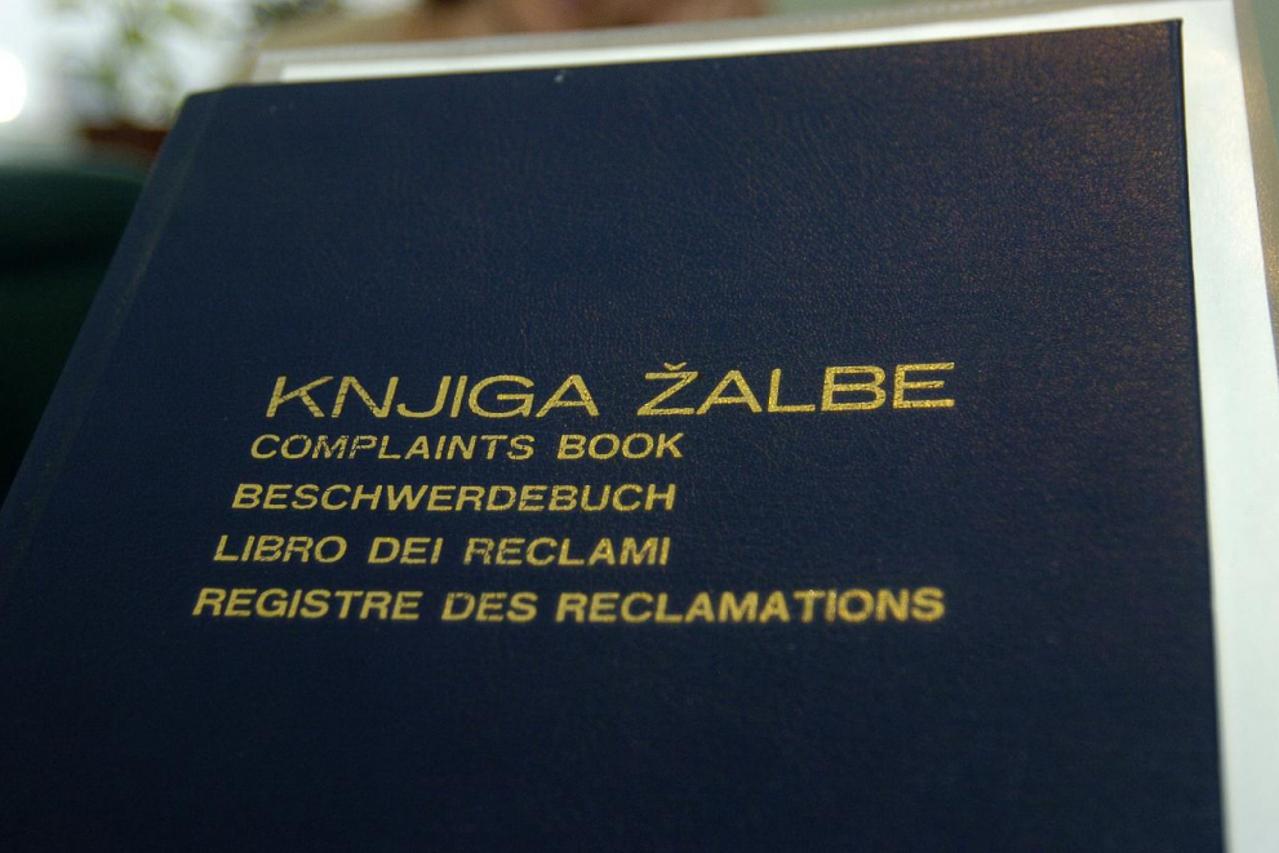 KNJIGA ŽALBE
COMPLAINTS BOOK
BESCHWERDEBUCH
LIBRO DEI RECLAMI
REGISTRE DES RECLAMATIONS